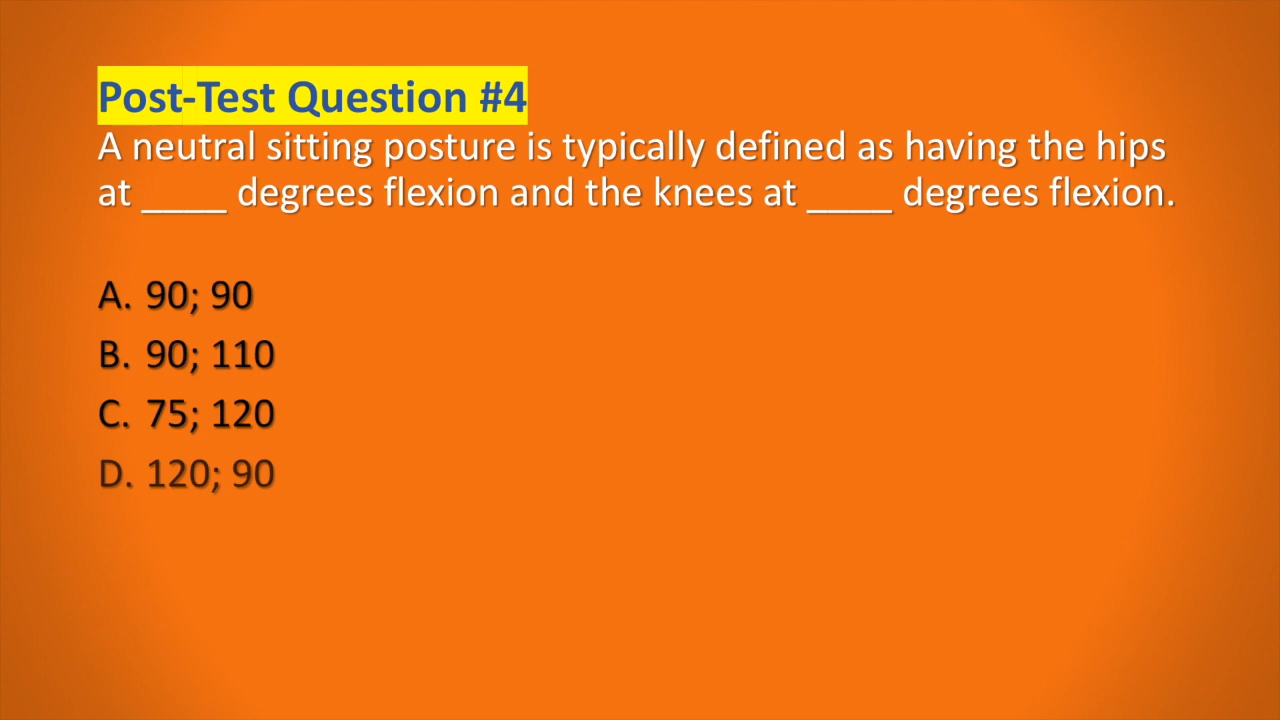 Post-Test Question #4
A neutral sitting posture is typically defined as having the hips
at ____ degrees flexion and the knees at ____ degrees flexion.
A. 90; 90
B. 90; 110
C. 75; 120
D. 120; 90